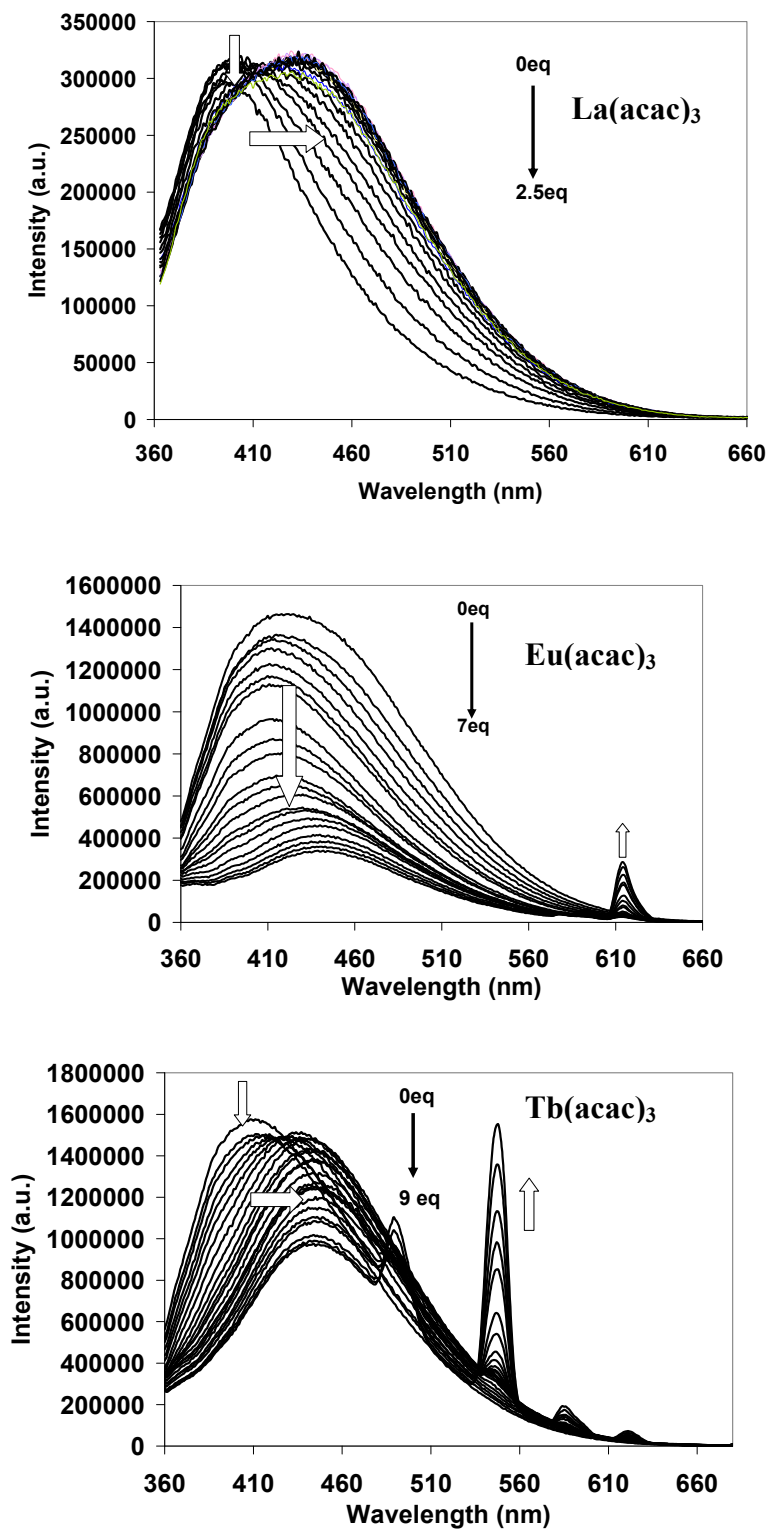 350000
300000
250000
200000
150000
100000
50000
0
Intensity (a.u.)
0eq
2.5eq
La(acac)₃
360 410 460 510 560 610 660
Wavelength (nm)
1600000
1400000
1200000
1000000
800000
600000
400000
200000
0
Intensity (a.u.)
0eq
7eq
Eu(acac)₃
360 410 460 510 560 610 660
Wavelength (nm)
1800000
1600000
1400000
1200000
1000000
800000
600000
400000
200000
0
Intensity (a.u.)
0eq
9 eq
Tb(acac)₃
360 410 460 510 560 610 660
Wavelength (nm)